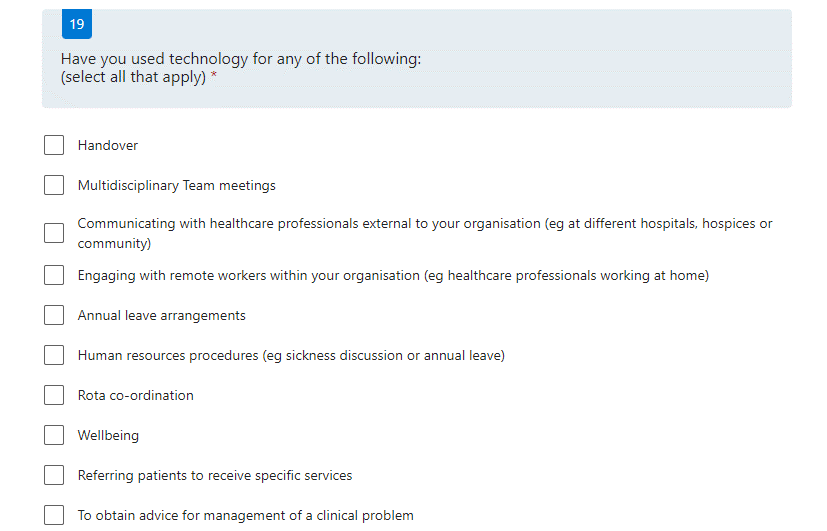 19
Have you used technology for any of the following:
(select all that apply) *
Handover
Multidisciplinary Team meetings
Communicating with healthcare professionals external to your organisation (eg at different hospitals, hospices or
community)
Engaging with remote workers within your organisation (eg healthcare professionals working at home)
Annual leave arrangements
Human resources procedures (eg sickness discussion or annual leave)
Rota co-ordination
Wellbeing
Referring patients to receive specific services
To obtain advice for management of a clinical problem